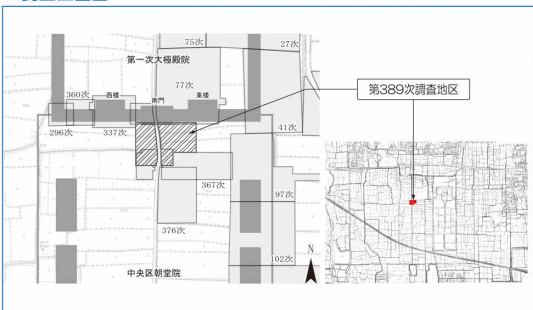 75次
27次
第一次大極殿院
77次
360次
西楼
南門
東楼
第389次調査地区
296次
337次
41次
367次
97次
376次
102次
N
中央区朝堂院